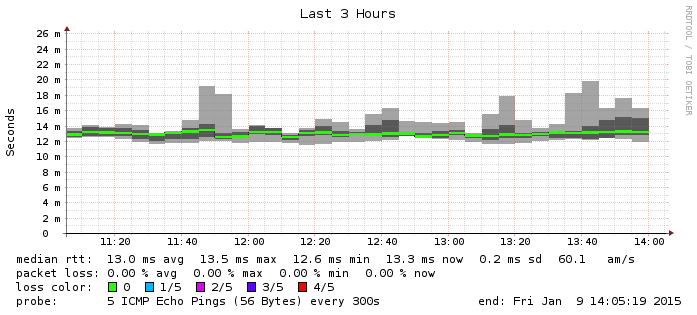 Last 3 Hours
RRDTOOL / TOBI OETIKER
Seconds
26 m
24 m
22 m
20 m
18 m
16 m
14 m
12 m
10 m
8 m
6 m
4 m
2 m
0
11:20 11:40 12:00 12:20 12:40 13:00 13:20 13:40 14:00
median rtt: 13.0 ms avg 13.5 ms max 12.6 ms min 13.3 ms now 0.2 ms sd 60.1 am/s
packet loss: 0.00 % avg 0.00 % max 0.00 % min 0.00 % now
loss color: 0 1/5 2/5 3/5 4/5
probe: 5 ICMP Echo Pings (56 Bytes) every 300s end: Fri Jan 9 14:05:19 2015